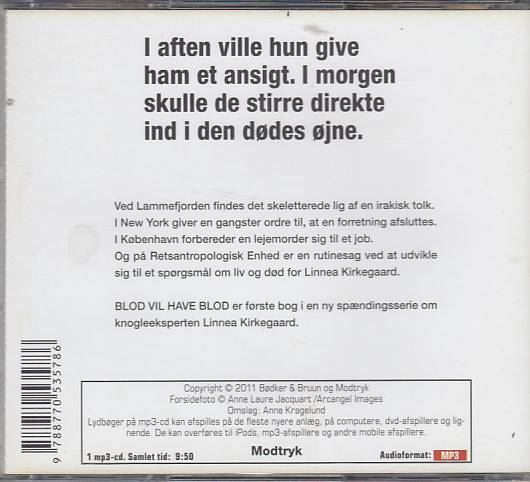 I aften ville hun give
ham et ansigt. I morgen
skulle de stirre direkte
ind i den dødes øjne.
Ved Lammefjorden findes det skeletterede lig af en irakisk tolk.
I New York giver en gangster ordre til, at en forretning afsluttes.
I København forbereder en lejemorder sig til et job.
Og på Retsantropologisk Enhed er en rutinesag ved at udvikle
sig til et spørgsmål om liv og død for Linnea Kirkegaard.
BLOD VIL HAVE BLOD er første bog i en ny spændingsserie om
knogleeksperten Linnea Kirkegaard.
9 788770 535786
Copyright © 2011 Bødker & Bruun og Modtryk
Forsidefoto © Anne Laure Jacquart /Arcangel Images
Omslag: Anne Kragelund
Lydbøger på mp3-cd kan afspilles på de fleste nyere anlæg, på computere, dvd-afspillere og lig-
nende. De kan overføres til iPods, mp3-afspillere og andre mobile afspillere.
1 mp3-cd. Samlet tid: 9:50
Modtryk
Audioformat: MP3